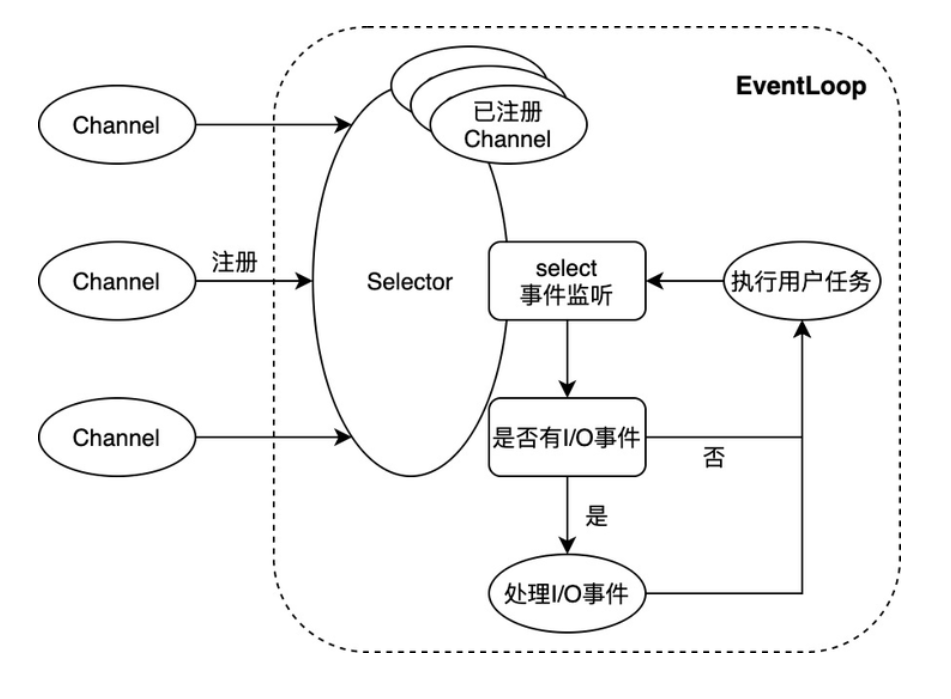 EventLoop
已注册
Channel
Channel
注册
Channel
Selector
select
事件监听
执行用户任务
Channel
是否有I/O事件
否
是
处理I/O事件